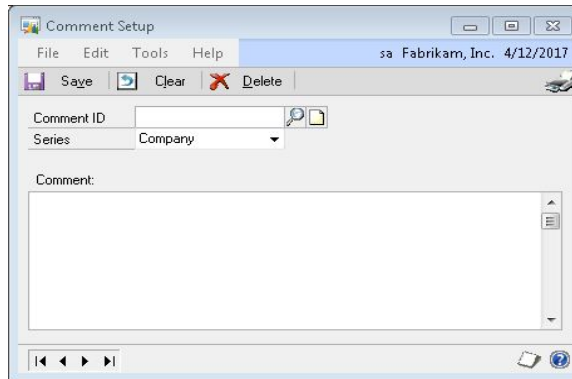 Comment Setup
File Edit Tools Help sa Fabrikam, Inc. 4/12/2017
Save Clear Delete
Comment ID
Series Company
Comment: